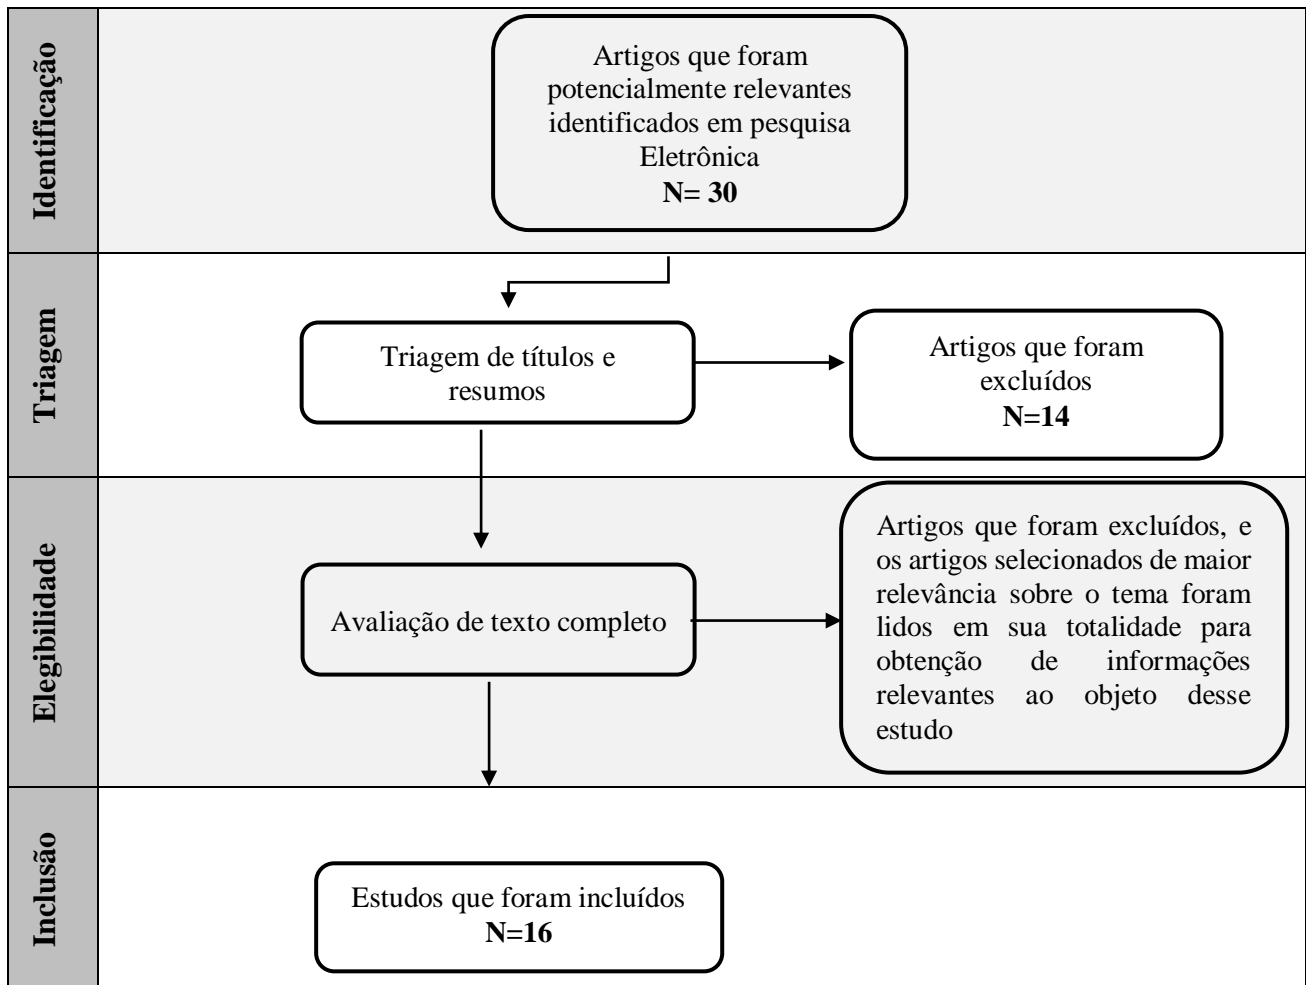 Identificação
Artigos que foram
potencialmente relevantes
identificados em pesquisa
Eletrônica
N= 30
Triagem
Triagem de títulos e
resumos
Artigos que foram
excluídos
N=14
Elegibilidade
Avaliação de texto completo
Artigos que foram excluídos, e
os artigos selecionados de maior
relevância sobre o tema foram
lidos em sua totalidade para
obtenção de informações
relevantes ao objeto desse
estudo
Inclusão
Estudos que foram incluídos
N=16